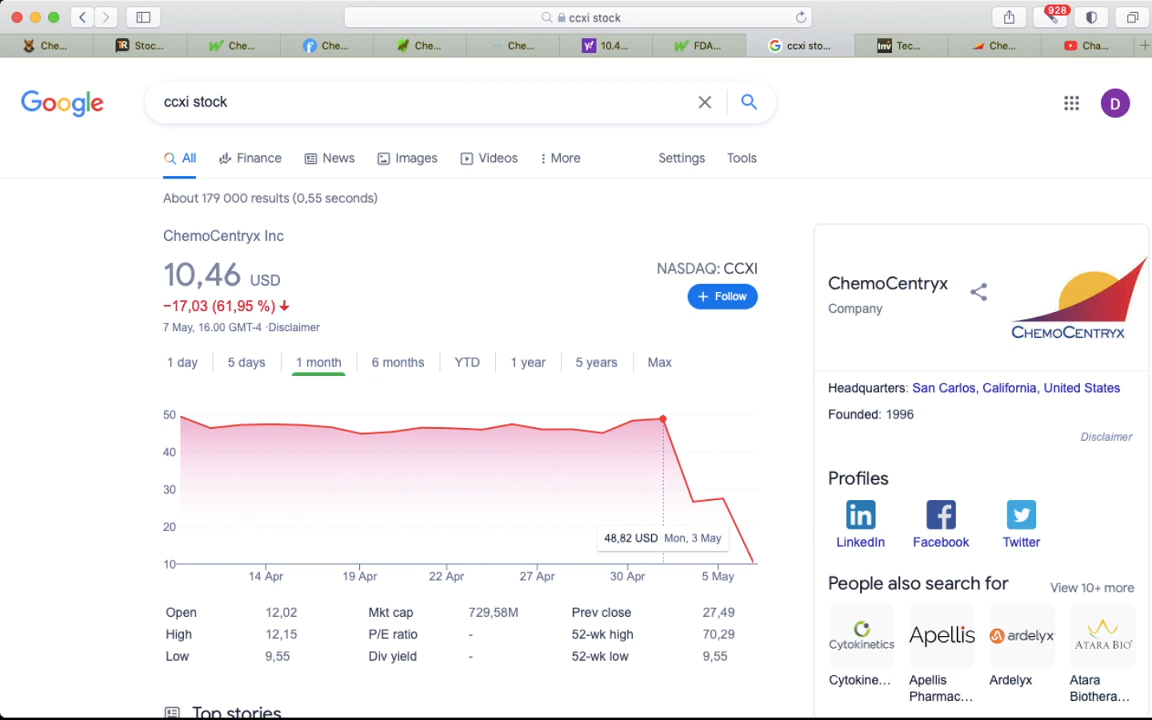 ccxi stock
928
Che...
Stoc...
Che...
Che...
Che...
Che...
10.4...
FDA...
ccxi sto...
Tec...
Che...
Cha...
Google
ccxi stock
D
All
Finance
News
Images
Videos
More
Settings
Tools
About 179 000 results (0,55 seconds)
ChemoCentryx Inc
10,46 USD
−17,03 (61,95 %)
7 May, 16.00 GMT-4 ·Disclaimer
NASDAQ: CCXI
+ Follow
1 day
5 days
1 month
6 months
YTD
1 year
5 years
Max
50
40
30
20
10
48,82 USD Mon, 3 May
14 Apr
19 Apr
22 Apr
27 Apr
30 Apr
5 May
Open 12,02 Mkt cap 729,58M Prev close 27,49
High 12,15 P/E ratio - 52-wk high 70,29
Low 9,55 Div yield - 52-wk low 9,55
Top stories
ChemoCentryx
Company
CHEMOCENTRYX
Headquarters: San Carlos, California, United States
Founded: 1996
Disclaimer
Profiles
LinkedIn
Facebook
Twitter
People also search for
View 10+ more
Cytokinetics
Apellis
ardelyx
ATARA BIO
Cytokine...
Apellis
Pharmac...
Ardelyx
Atara
Biothera...